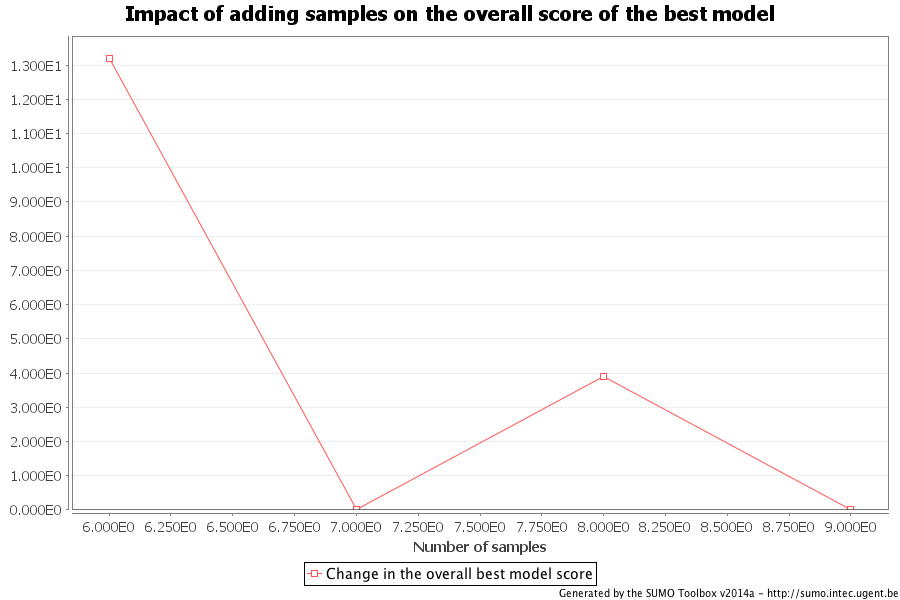 Impact of adding samples on the overall score of the best model
1.300E1
1.200E1
1.100E1
1.000E1
9.000E0
8.000E0
7.000E0
6.000E0
5.000E0
4.000E0
3.000E0
2.000E0
1.000E0
0.000E0
6.000E0 6.250E0 6.500E0 6.750E0 7.000E0 7.250E0 7.500E0 7.750E0 8.000E0 8.250E0 8.500E0 8.750E0 9.000E0
Number of samples
Change in the overall best model score
Generated by the SUMO Toolbox v2014a - http://sumo.intec.ugent.be